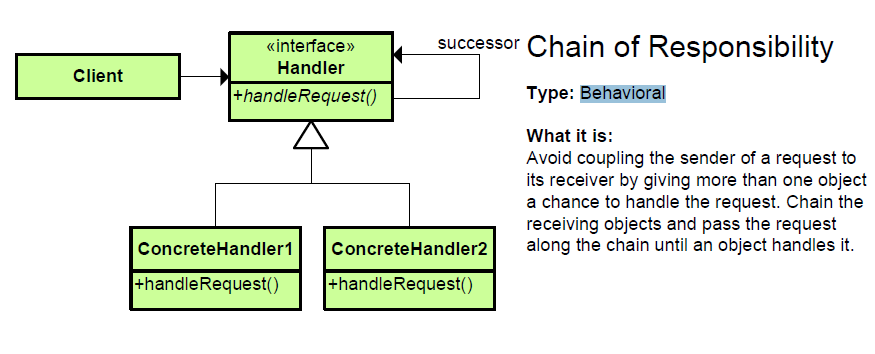 «interface»
Handler
+handleRequest()
successor
Client
ConcreteHandler1
+handleRequest()
ConcreteHandler2
+handleRequest()
Chain of Responsibility
Type: Behavioral
What it is:
Avoid coupling the sender of a request to
its receiver by giving more than one object
a chance to handle the request. Chain the
receiving objects and pass the request
along the chain until an object handles it.